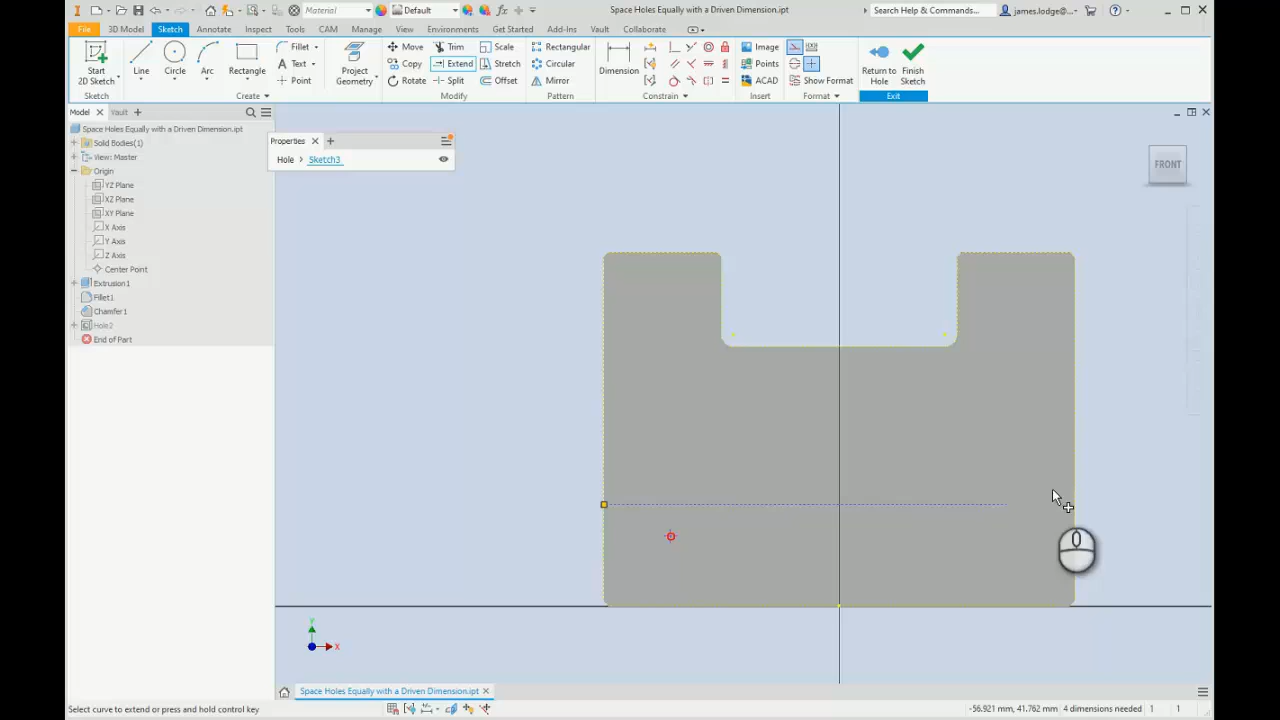 Material
Default
Space Holes Equally with a Driven Dimension.ipt
Search Help & Commands...
james.lodge@...
File 3D Model Sketch Annotate Inspect Tools CAM Manage View Environments Get Started Add-Ins Vault Collaborate
Start
2D Sketch
Line
Circle
Arc
Rectangle
Fillet
Text
Point
Project
Geometry
Move
Copy
Rotate
Trim
Extend
Split
Scale
Stretch
Offset
Rectangular
Circular
Mirror
Dimension
Image
Points
ACAD
Show Format
Return to
Hole
Finish
Sketch
Sketch
Create
Modify
Pattern
Constrain
Insert
Format
Exit
Model
Vault
Space Holes Equally with a Driven Dimension.ipt
Solid Bodies(1)
View: Master
Origin
YZ Plane
XZ Plane
XY Plane
X Axis
Y Axis
Z Axis
Center Point
Extrusion1
Fillet1
Chamfer1
Hole2
End of Part
Properties
Hole > Sketch3
FRONT
Y
X
Space Holes Equally with a Driven Dimension.ipt
Select curve to extend or press and hold control key
-56.921 mm, 41.762 mm 4 dimensions needed 1 1